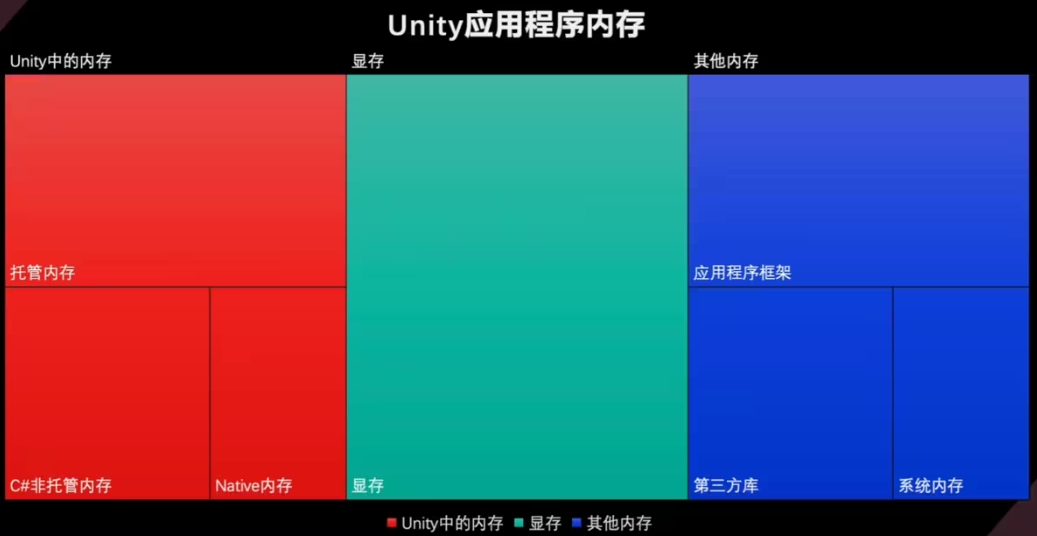 Unity应用程序内存
Unity中的内存
显存
其他内存
托管内存
应用程序框架
C#非托管内存
Native内存
显存
第三方库
系统内存
Unity中的内存 显存 其他内存